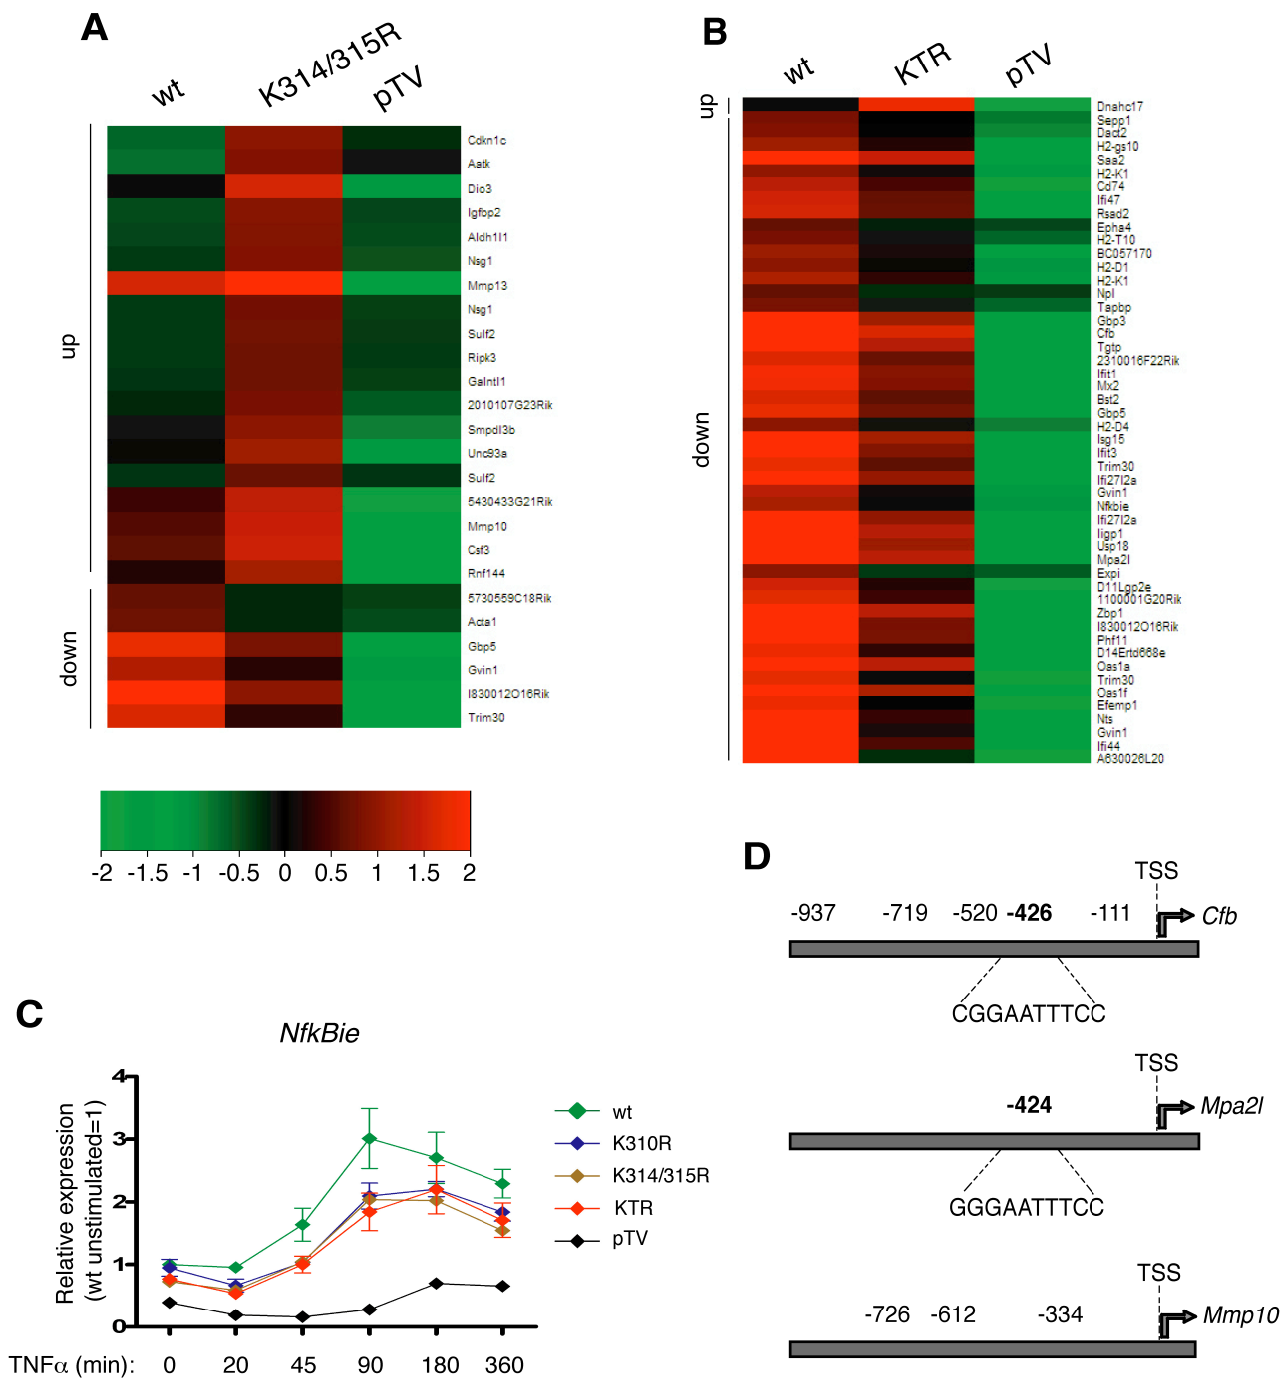 A
wt
K314/315R
pTV
up
down
Cdkn1c
Aatk
Dio3
Igfbp2
Aldh1l1
Nsg1
Mmp13
Nsg1
Sulf2
Ripk3
Galntl1
2010107G23Rik
Smpdl3b
Unc93a
Sulf2
5430433G21Rik
Mmp10
Csf3
Rnf144
5730559C18Rik
Acta1
Gbp5
Gvin1
I830012O16Rik
Trim30
-2 -1.5 -1 -0.5 0 0.5 1 1.5 2
B
wt
KTR
pTV
up
down
Dnahc17
Sepp1
Dact2
H2-gs10
Saa2
H2-K1
Cd74
Ifi47
Rsad2
Epha4
H2-T10
BC057170
H2-D1
H2-K1
Npl
Tapbp
Gbp3
Cfb
Tgtp
2310016F22Rik
Ifit1
Mx2
Bst2
Gbp5
H2-D4
Isg15
Ifit3
Trim30
Ifi27l2a
Gvin1
Nfkbie
Ifi27l2a
Iigp1
Usp18
Mpa2l
Expi
D11Lgp2e
1100001G20Rik
Zbp1
I830012O16Rik
Phf11
D14Ertd668e
Oas1a
Trim30
Oas1f
Efemp1
Nts
Gvin1
Ifi44
A630026L20
C
NfkBie
Relative expression
(wt unstimulated=1)
4
3
2
1
0
TNFα (min): 0 20 45 90 180 360
wt
K310R
K314/315R
KTR
pTV
D
TSS
-937 -719 -520 -426 -111 Cfb
CGGAATTTCC
TSS
-424 Mpa2l
GGGAATTTCC
TSS
-726 -612 -334 Mmp10